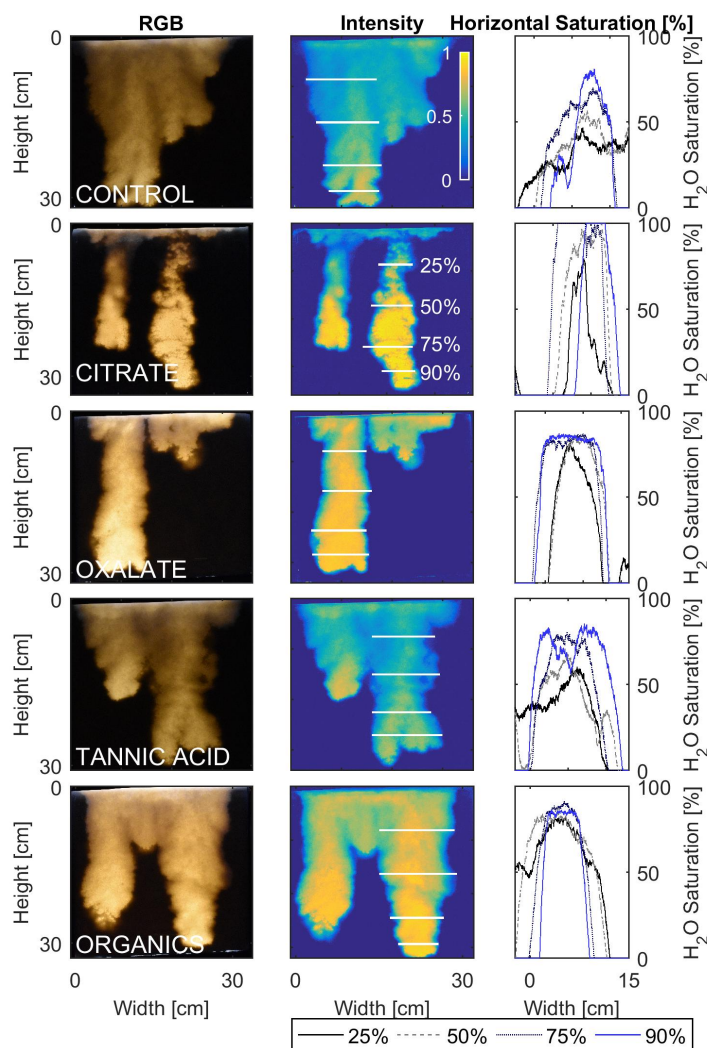 RGB Intensity Horizontal Saturation [%]
0 30 Height [cm] CONTROL 1 0.5 0 100 50 0 H2O Saturation [%]
0 30 Height [cm] CITRATE 25% 50% 75% 90% 100 50 0 H2O Saturation [%]
0 30 Height [cm] OXALATE 100 50 0 H2O Saturation [%]
0 30 Height [cm] TANNIC ACID 100 50 0 H2O Saturation [%]
0 30 Height [cm] ORGANICS 100 50 0 H2O Saturation [%]
0 30 0 30 0 15
Width [cm] Width [cm] Width [cm]
25% 50% 75% 90%